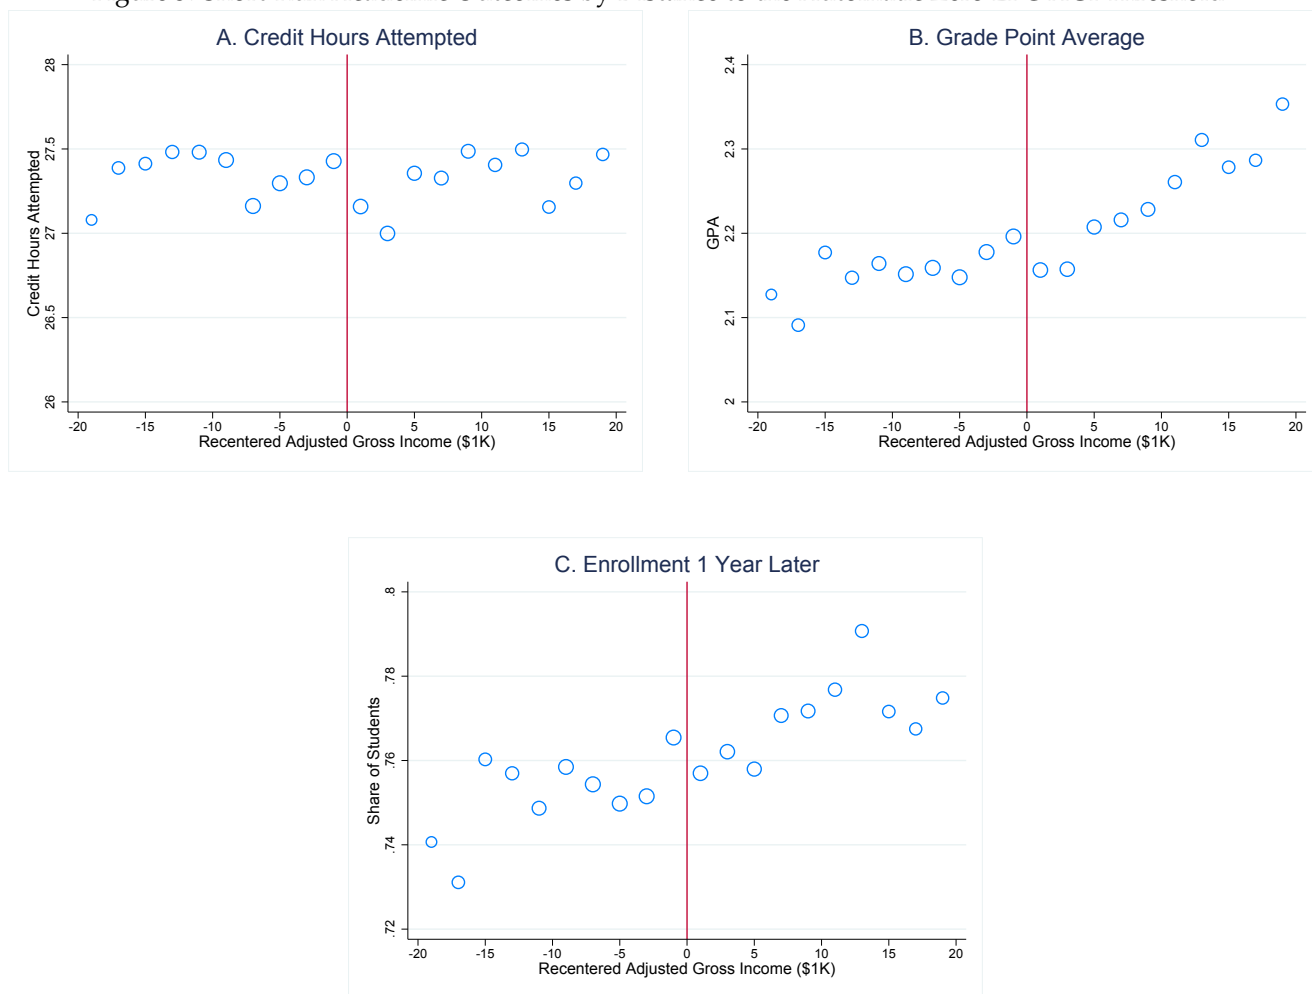 A. Credit Hours Attempted
28
27.5
27
26.5
26
Credit Hours Attempted
-20 -15 -10 -5 0 5 10 15 20
Recentered Adjusted Gross Income ($1K)
B. Grade Point Average
2.4
2.3
2.2
2.1
2
GPA
-20 -15 -10 -5 0 5 10 15 20
Recentered Adjusted Gross Income ($1K)
C. Enrollment 1 Year Later
.8
.78
.76
.74
.72
Share of Students
-20 -15 -10 -5 0 5 10 15 20
Recentered Adjusted Gross Income ($1K)